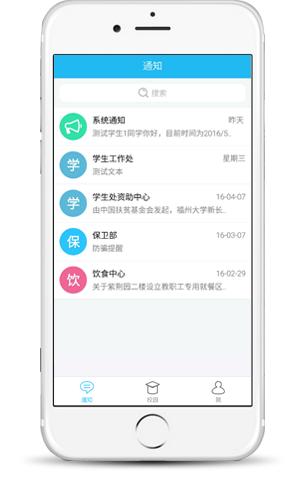 通知
搜索
系统通知
昨天
测试学生1同学你好，目前时间为2016/5..
学
学生工作处
星期三
测试文本
学
学生处资助中心
16-04-07
由中国扶贫基金会发起，福州大学新长..
保
保卫部
16-03-07
防骗提醒
饮
饮食中心
16-02-29
关于紫荆园二楼设立教职工专用就餐区..
通知
校园
我